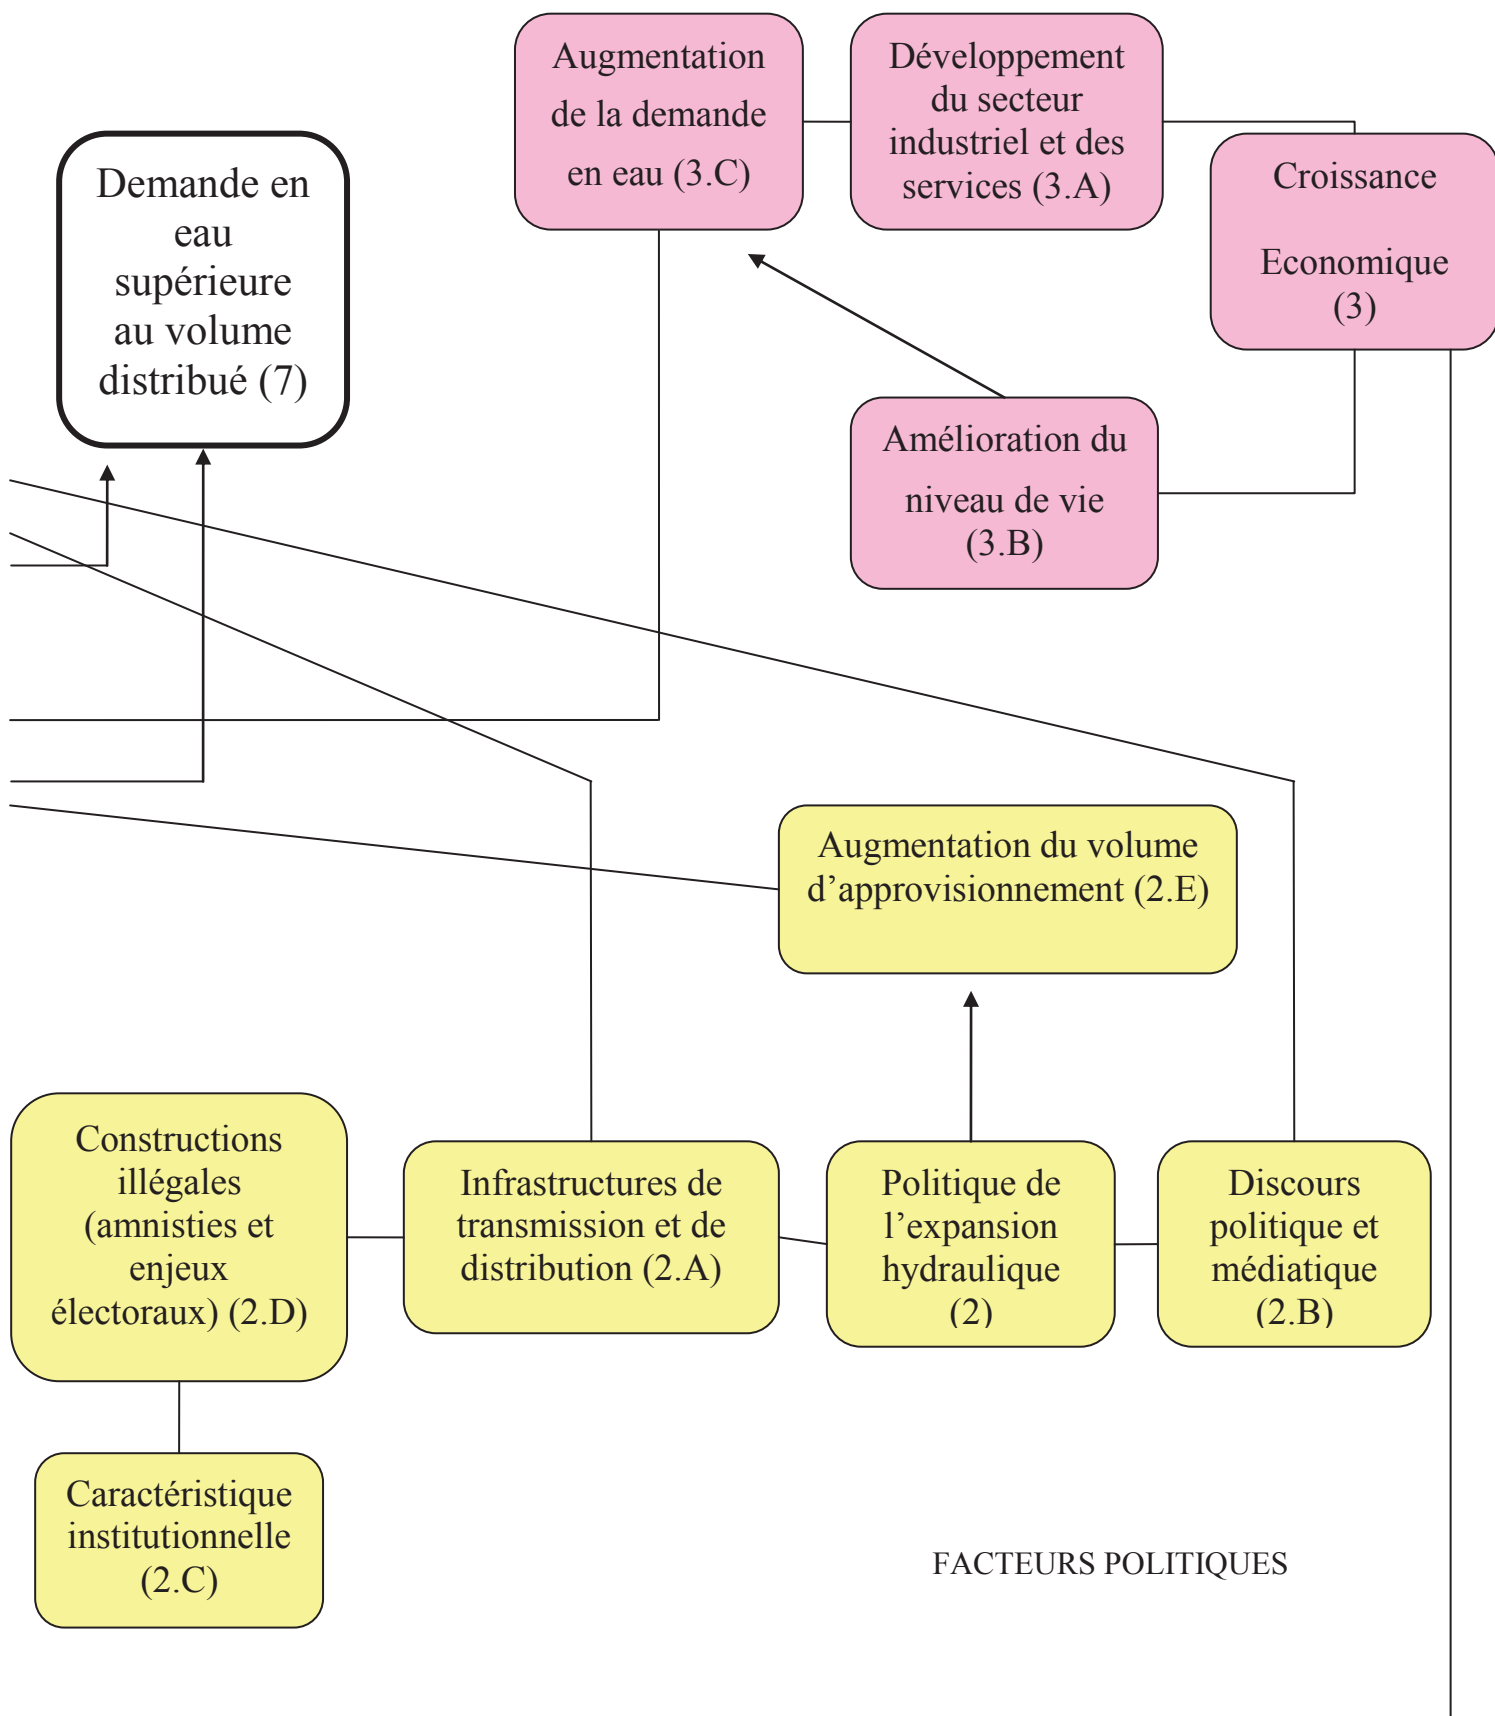 Augmentation
de la demande
en eau (3.C)
Développement
du secteur
industriel et des
services (3.A)
Croissance
Economique
(3)
Demande en
eau
supérieure
au volume
distribué (7)
Amélioration du
niveau de vie
(3.B)
Augmentation du volume
d’approvisionnement (2.E)
Constructions
illégales
(amnisties et
enjeux
électoraux) (2.D)
Infrastructures de
transmission et de
distribution (2.A)
Politique de
l’expansion
hydraulique
(2)
Discours
politique et
médiatique
(2.B)
Caractéristique
institutionnelle
(2.C)
FACTEURS POLITIQUES